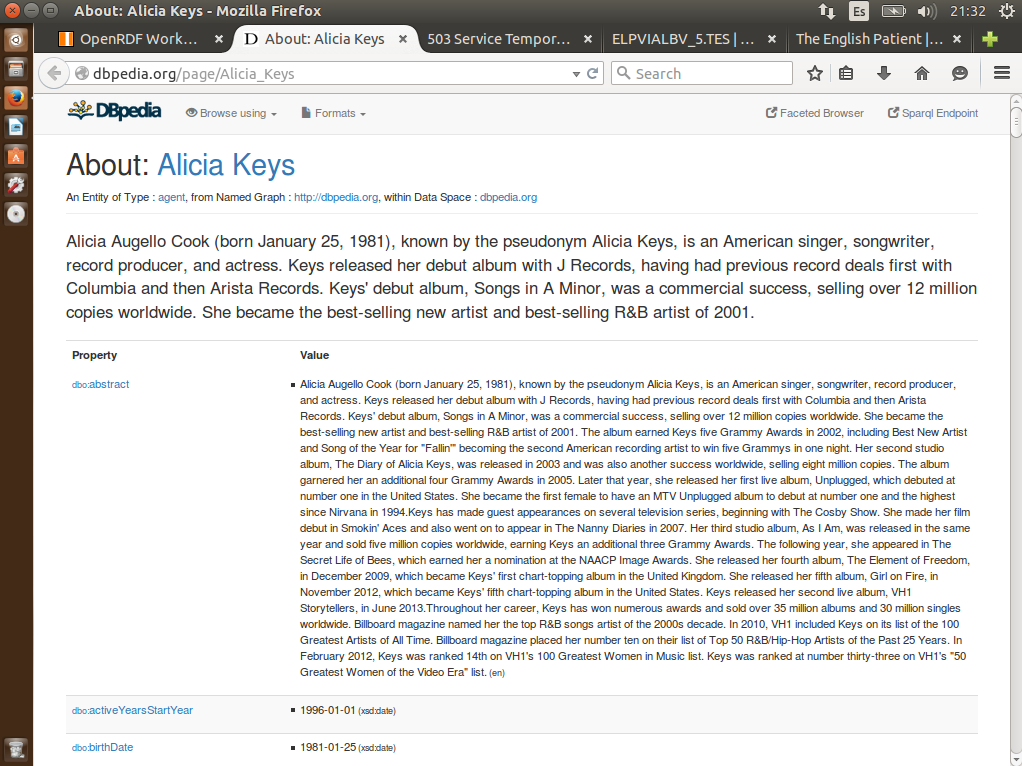 About: Alicia Keys - Mozilla Firefox
Es
21:32
OpenRDF Work...
D About: Alicia Keys
503 Service Tempor...
ELPVIALBV_5.TES | ...
The English Patient |...
dbpedia.org/page/Alicia_Keys
Search
DBpedia
Browse using
Formats
Faceted Browser
Sparql Endpoint
About: Alicia Keys
An Entity of Type : agent, from Named Graph : http://dbpedia.org, within Data Space : dbpedia.org
Alicia Augello Cook (born January 25, 1981), known by the pseudonym Alicia Keys, is an American singer, songwriter,
record producer, and actress. Keys released her debut album with J Records, having had previous record deals first with
Columbia and then Arista Records. Keys' debut album, Songs in A Minor, was a commercial success, selling over 12 million
copies worldwide. She became the best-selling new artist and best-selling R&B artist of 2001.
Property
Value
dbo:abstract
Alicia Augello Cook (born January 25, 1981), known by the pseudonym Alicia Keys, is an American singer, songwriter, record producer,
and actress. Keys released her debut album with J Records, having had previous record deals first with Columbia and then Arista
Records. Keys' debut album, Songs in A Minor, was a commercial success, selling over 12 million copies worldwide. She became the
best-selling new artist and best-selling R&B artist of 2001. The album earned Keys five Grammy Awards in 2002, including Best New Artist
and Song of the Year for "Fallin'" becoming the second American recording artist to win five Grammys in one night. Her second studio
album, The Diary of Alicia Keys, was released in 2003 and was also another success worldwide, selling eight million copies. The album
garnered her an additional four Grammy Awards in 2005. Later that year, she released her first live album, Unplugged, which debuted at
number one in the United States. She became the first female to have an MTV Unplugged album to debut at number one and the highest
since Nirvana in 1994.Keys has made guest appearances on several television series, beginning with The Cosby Show. She made her film
debut in Smokin' Aces and also went on to appear in The Nanny Diaries in 2007. Her third studio album, As I Am, was released in the same
year and sold five million copies worldwide, earning Keys an additional three Grammy Awards. The following year, she appeared in The
Secret Life of Bees, which earned her a nomination at the NAACP Image Awards. She released her fourth album, The Element of Freedom,
in December 2009, which became Keys' first chart-topping album in the United Kingdom. She released her fifth album, Girl on Fire, in
November 2012, which became Keys' fifth chart-topping album in the United States. Keys released her second live album, VH1
Storytellers, in June 2013.Throughout her career, Keys has won numerous awards and sold over 35 million albums and 30 million singles
worldwide. Billboard magazine named her the top R&B songs artist of the 2000s decade. In 2010, VH1 included Keys on its list of the 100
Greatest Artists of All Time. Billboard magazine placed her number ten on their list of Top 50 R&B/Hip-Hop Artists of the Past 25 Years. In
February 2012, Keys was ranked 14th on VH1's 100 Greatest Women in Music list. Keys was ranked at number thirty-three on VH1's "50
Greatest Women of the Video Era" list. (en)
dbo:activeYearsStartYear
1996-01-01 (xsd:date)
dbo:birthDate
1981-01-25 (xsd:date)